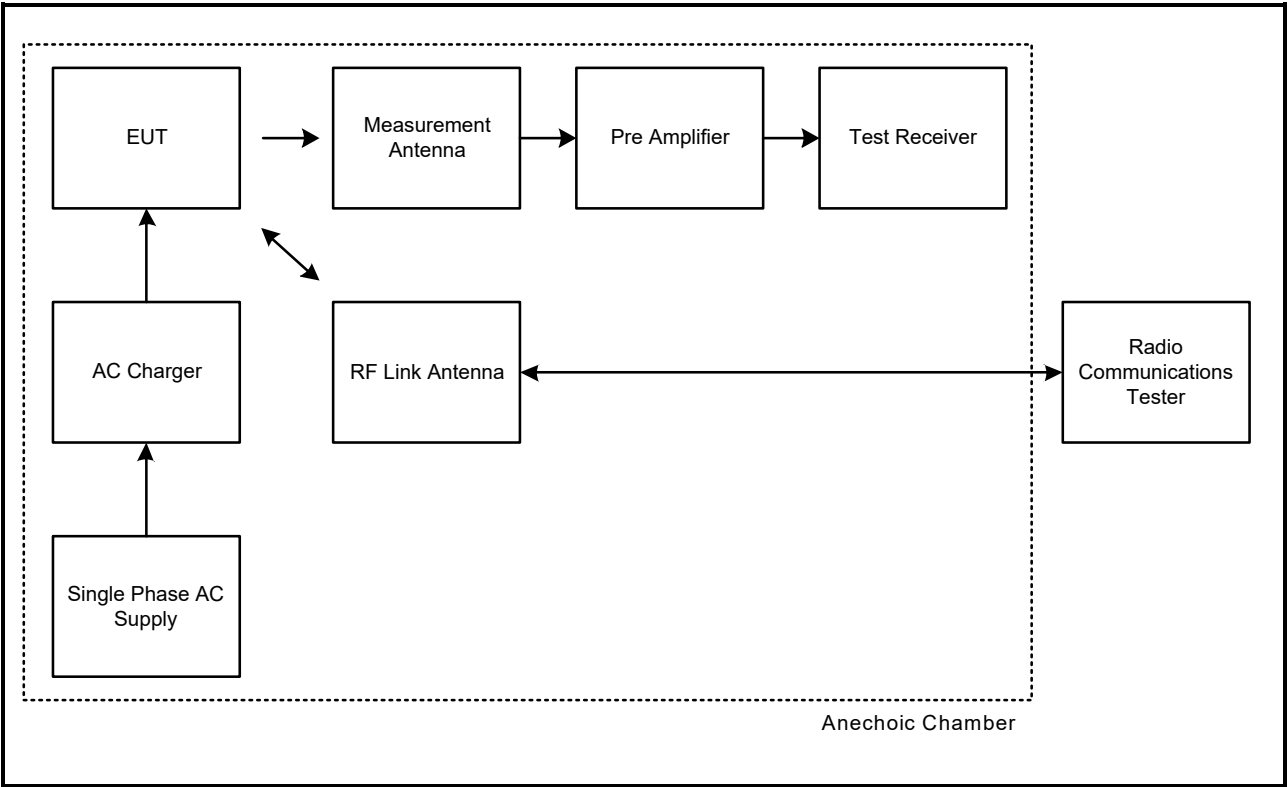 EUT
Measurement
Antenna
Pre Amplifier
Test Receiver
AC Charger
RF Link Antenna
Radio
Communications
Tester
Single Phase AC
Supply
Anechoic Chamber